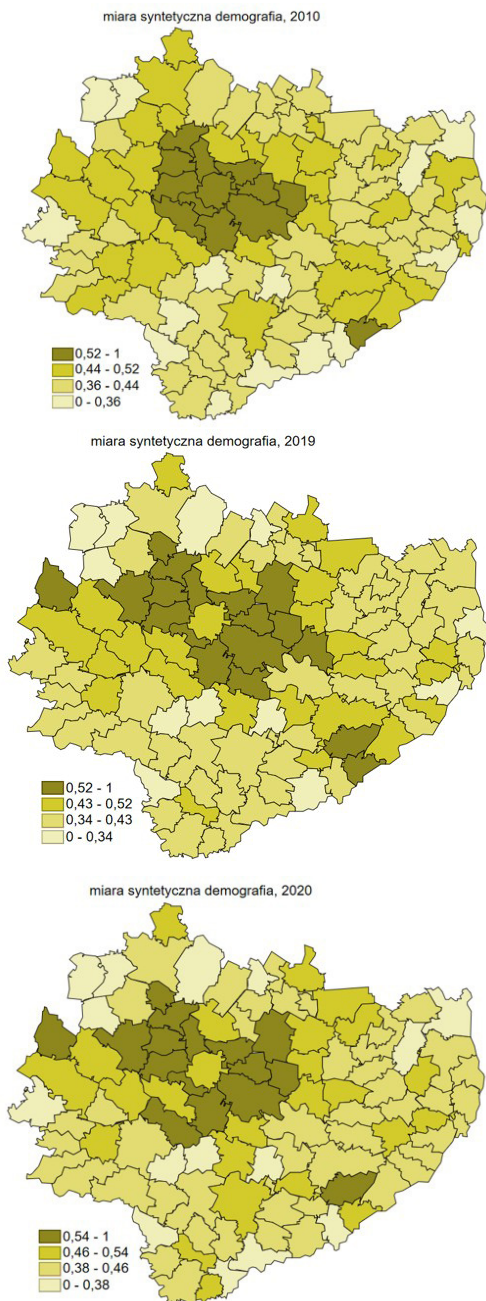 miara syntetyczna demografia, 2010
0,52 - 1
0,44 - 0,52
0,36 - 0,44
0 - 0,36
miara syntetyczna demografia, 2019
0,52 - 1
0,43 - 0,52
0,34 - 0,43
0 - 0,34
miara syntetyczna demografia, 2020
0,54 - 1
0,46 - 0,54
0,38 - 0,46
0 - 0,38